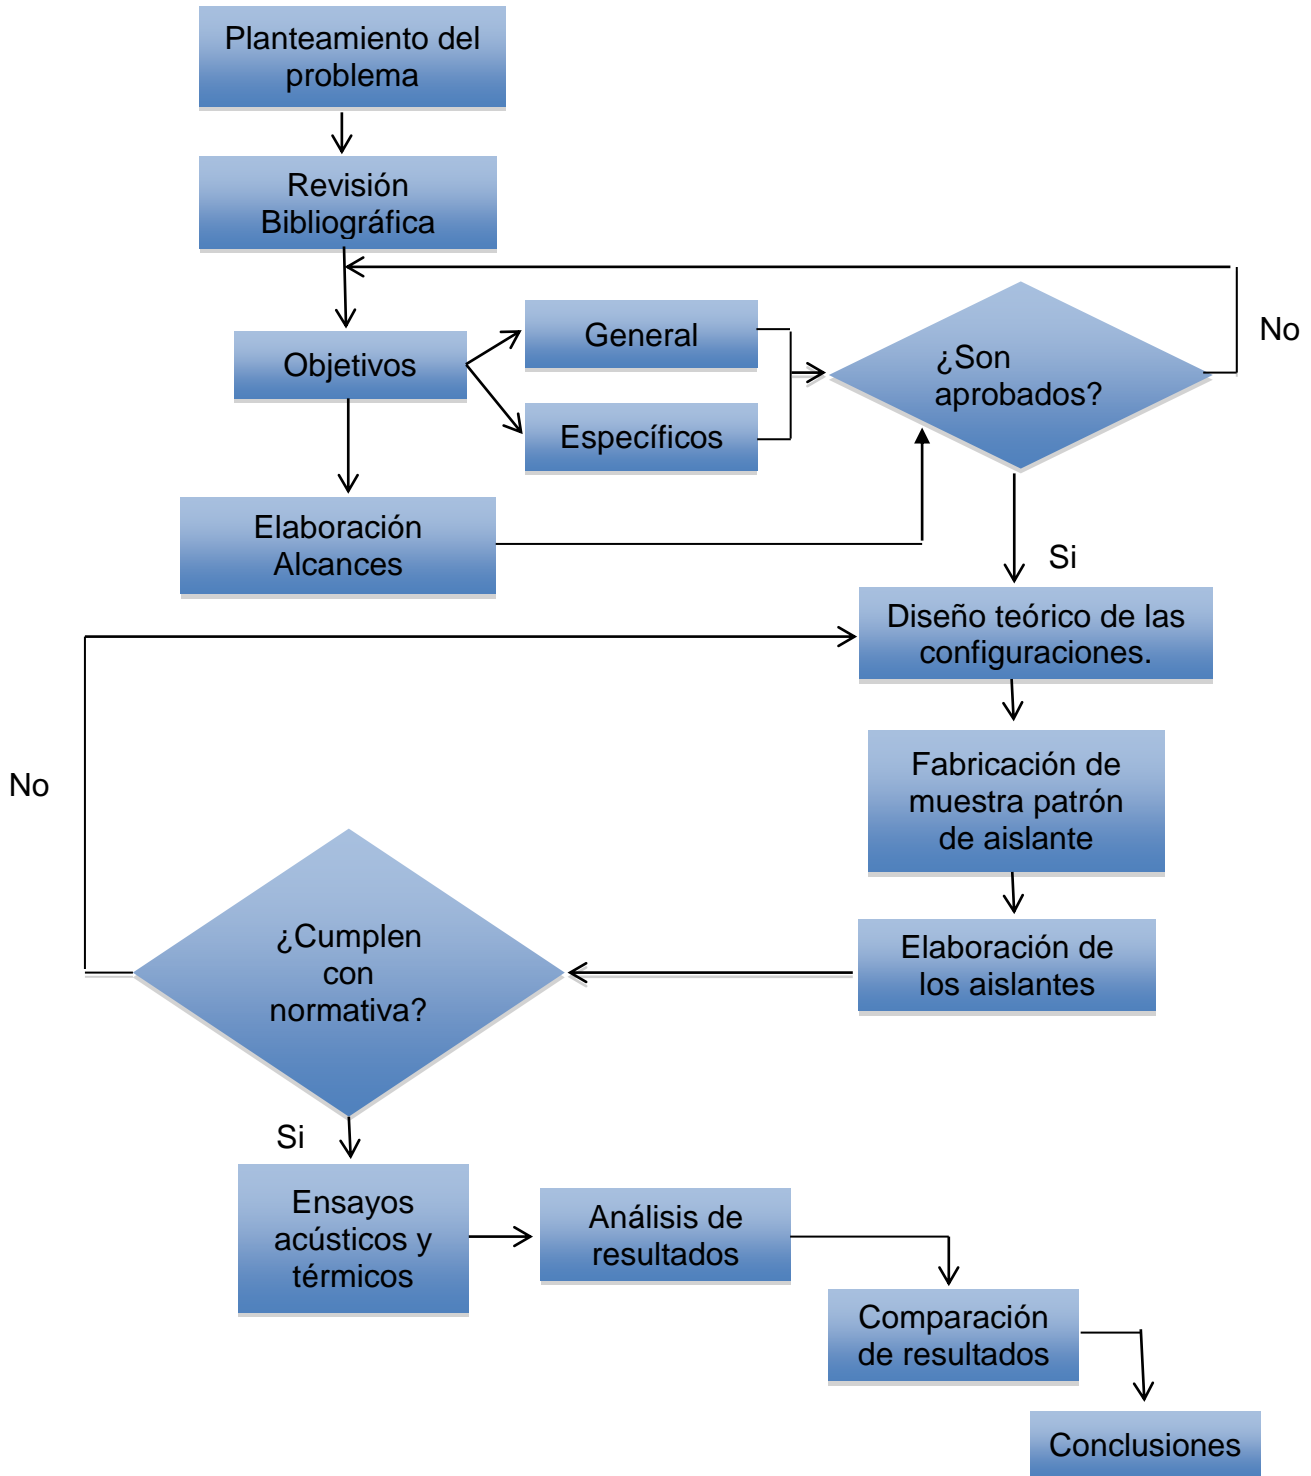 Planteamiento del
problema
Revisión
Bibliográfica
Objetivos
General
Específicos
¿Son
aprobados?
No
Elaboración
Alcances
Si
Diseño teórico de las
configuraciones.
Fabricación de
muestra patrón
de aislante
Elaboración de
los aislantes
¿Cumplen
con
normativa?
No
Si
Ensayos
acústicos y
térmicos
Análisis de
resultados
Comparación
de resultados
Conclusiones